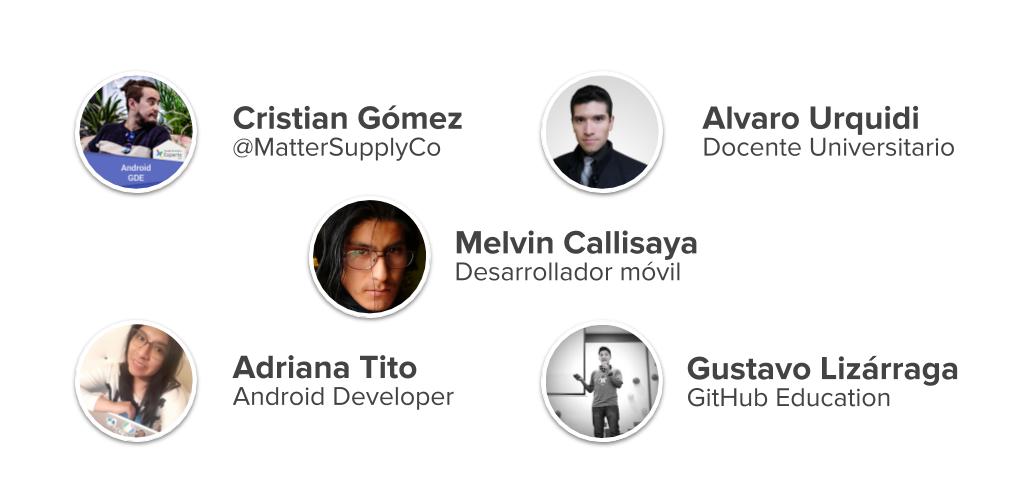 Cristian Gómez
@MatterSupplyCo
Experts
Android
GDE
Alvaro Urquidi
Docente Universitario
Melvin Callisaya
Desarrollador móvil
Adriana Tito
Android Developer
Gustavo Lizárraga
GitHub Education